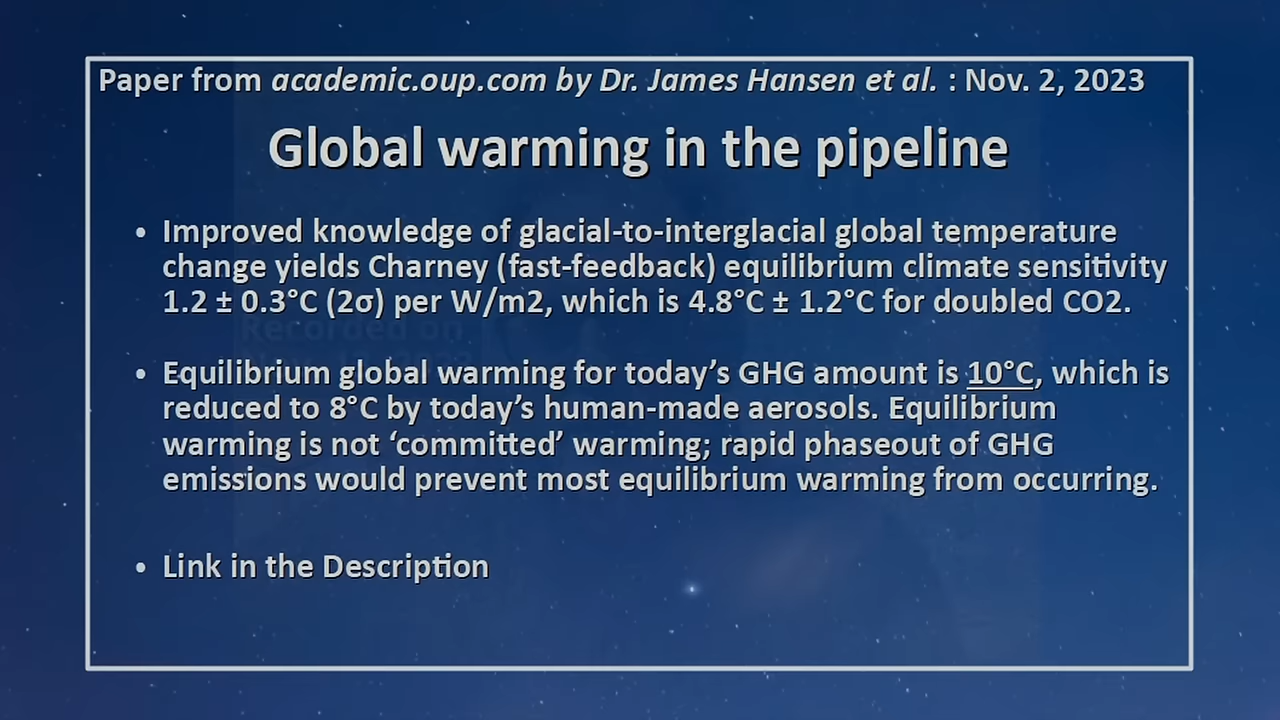 Paper from academic.oup.com by Dr. James Hansen et al. : Nov. 2, 2023
Global warming in the pipeline
• Improved knowledge of glacial-to-interglacial global temperature
change yields Charney (fast-feedback) equilibrium climate sensitivity
1.2 ± 0.3°C (2σ) per W/m2, which is 4.8°C ± 1.2°C for doubled CO2.
Recorded on
• Equilibrium global warming for today’s GHG amount is 10°C, which is
reduced to 8°C by today’s human-made aerosols. Equilibrium
warming is not ‘committed’ warming; rapid phaseout of GHG
emissions would prevent most equilibrium warming from occurring.
• Link in the Description